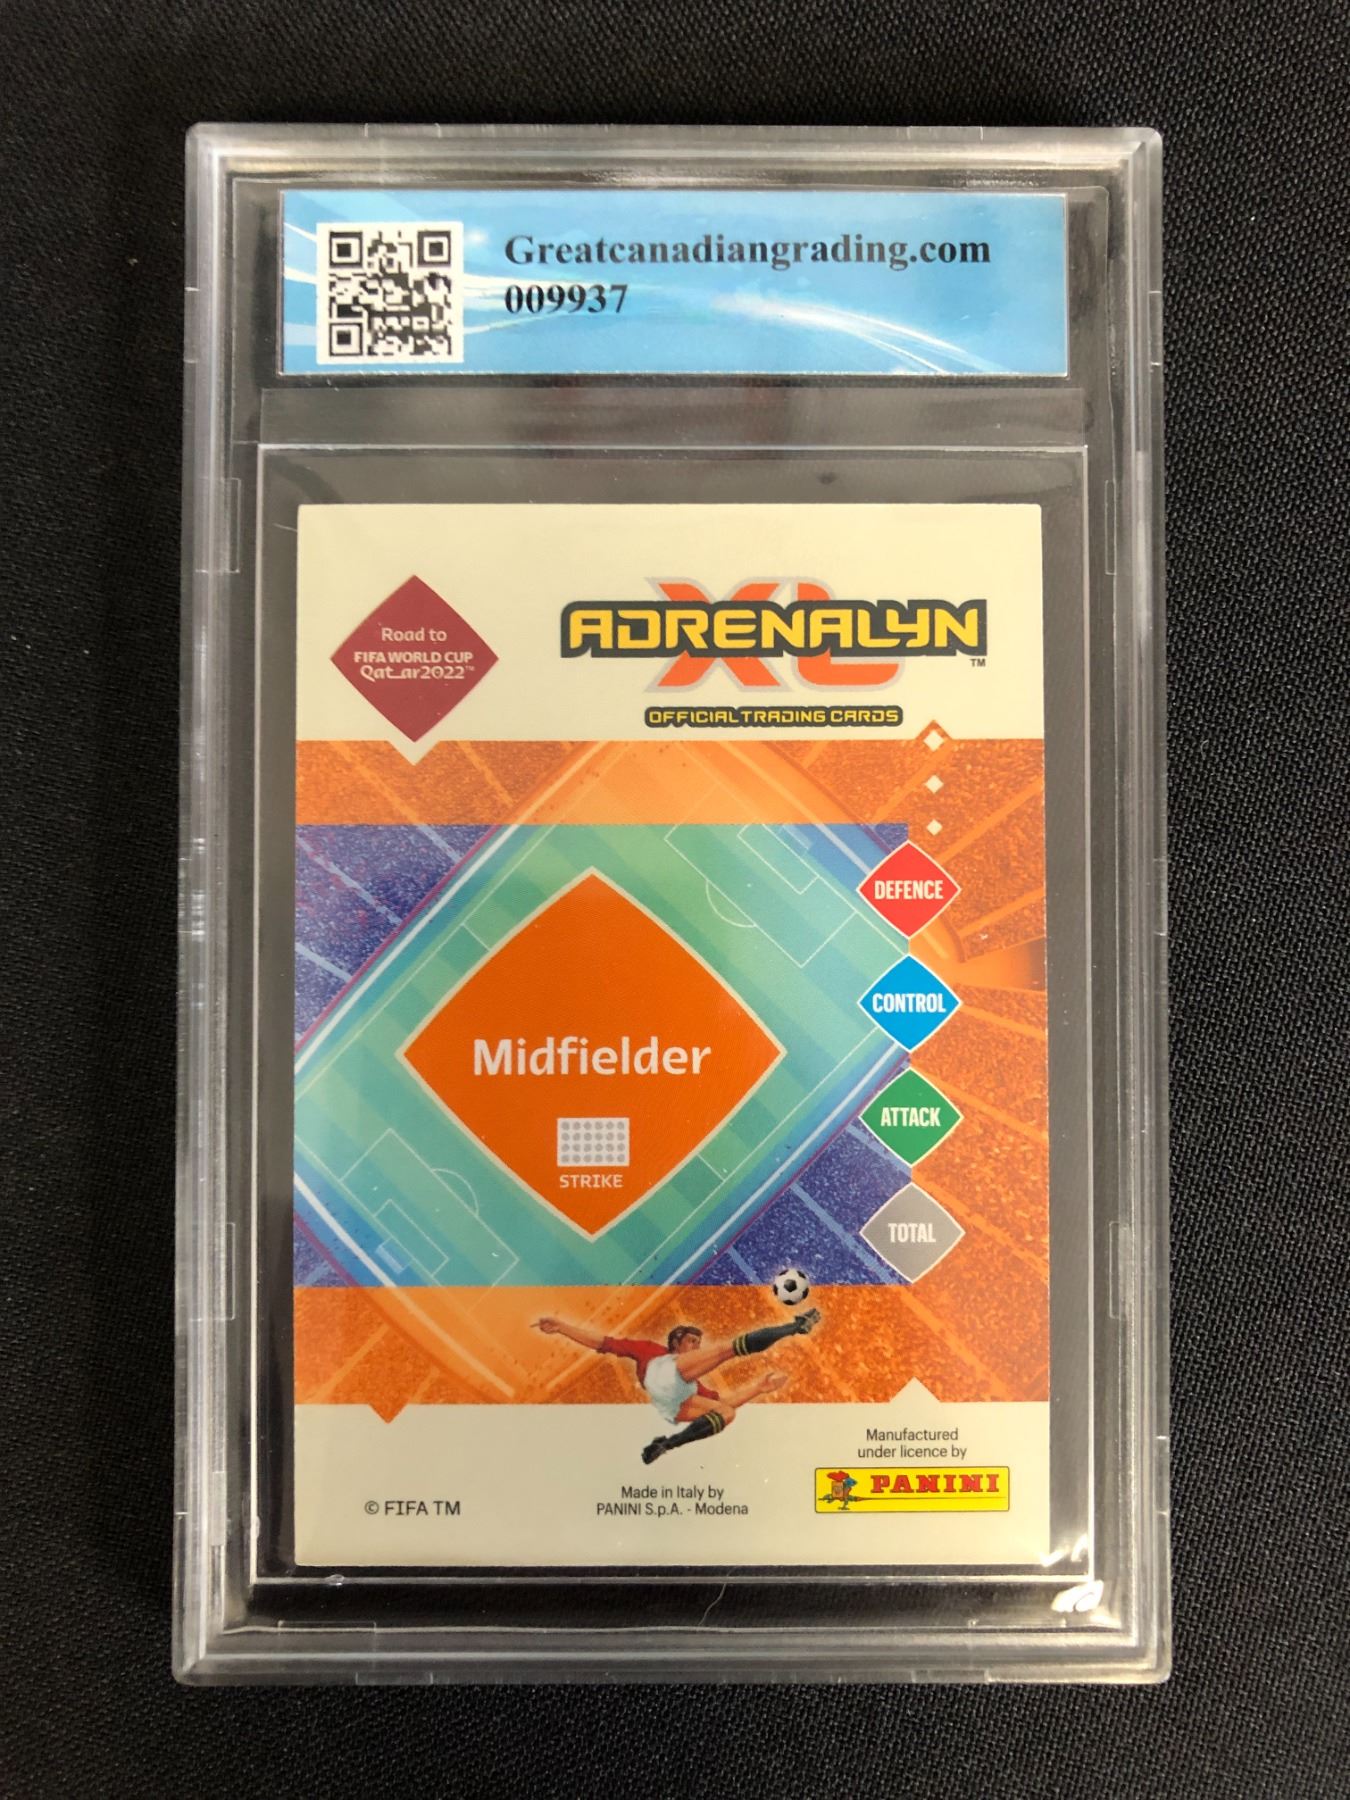 Greatcanadiangrading.com
009937
Road to
FIFA WORLD CUP
Qatar2022™
XL
ADRENALYN
™
OFFICIAL TRADING CARDS
DEFENCE
CONTROL
Midfielder
ATTACK
STRIKE
TOTAL
Manufactured
under licence by
PANINI
Made in Italy by
PANINI S.p.A. - Modena
© FIFA TM